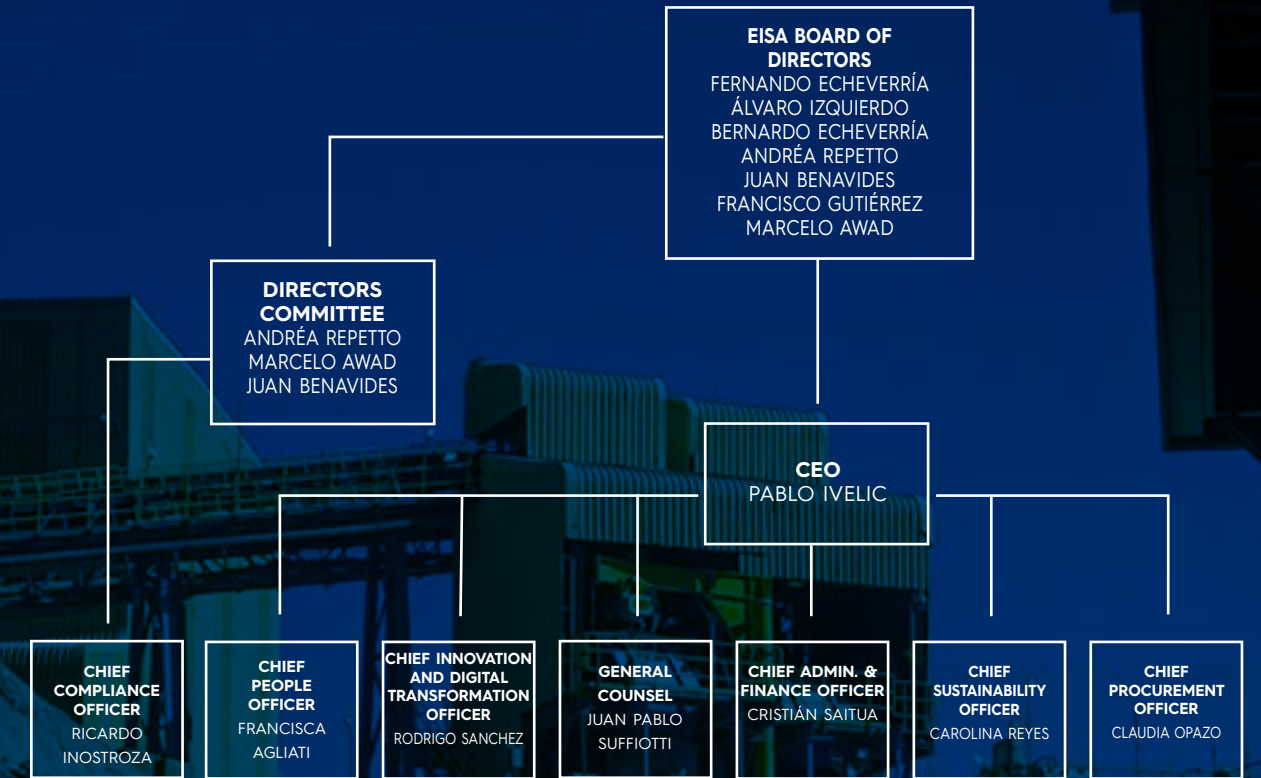 EISA BOARD OF
DIRECTORS
FERNANDO ECHEVERRÍA
ÁLVARO IZQUIERDO
BERNARDO ECHEVERRÍA
ANDRÉA REPETTO
JUAN BENAVIDES
FRANCISCO GUTIÉRREZ
MARCELO AWAD
DIRECTORS
COMMITTEE
ANDRÉA REPETTO
MARCELO AWAD
JUAN BENAVIDES
CEO
PABLO IVELIC
CHIEF
COMPLIANCE
OFFICER
RICARDO
INOSTROZA
CHIEF
PEOPLE
OFFICER
FRANCISCA
AGLIATI
CHIEF INNOVATION
AND DIGITAL
TRANSFORMATION
OFFICER
RODRIGO SANCHEZ
GENERAL
COUNSEL
JUAN PABLO
SUFFIOTTI
CHIEF ADMIN. &
FINANCE OFFICER
CRISTIÁN SAITUA
CHIEF
SUSTAINABILITY
OFFICER
CAROLINA REYES
CHIEF
PROCUREMENT
OFFICER
CLAUDIA OPAZO